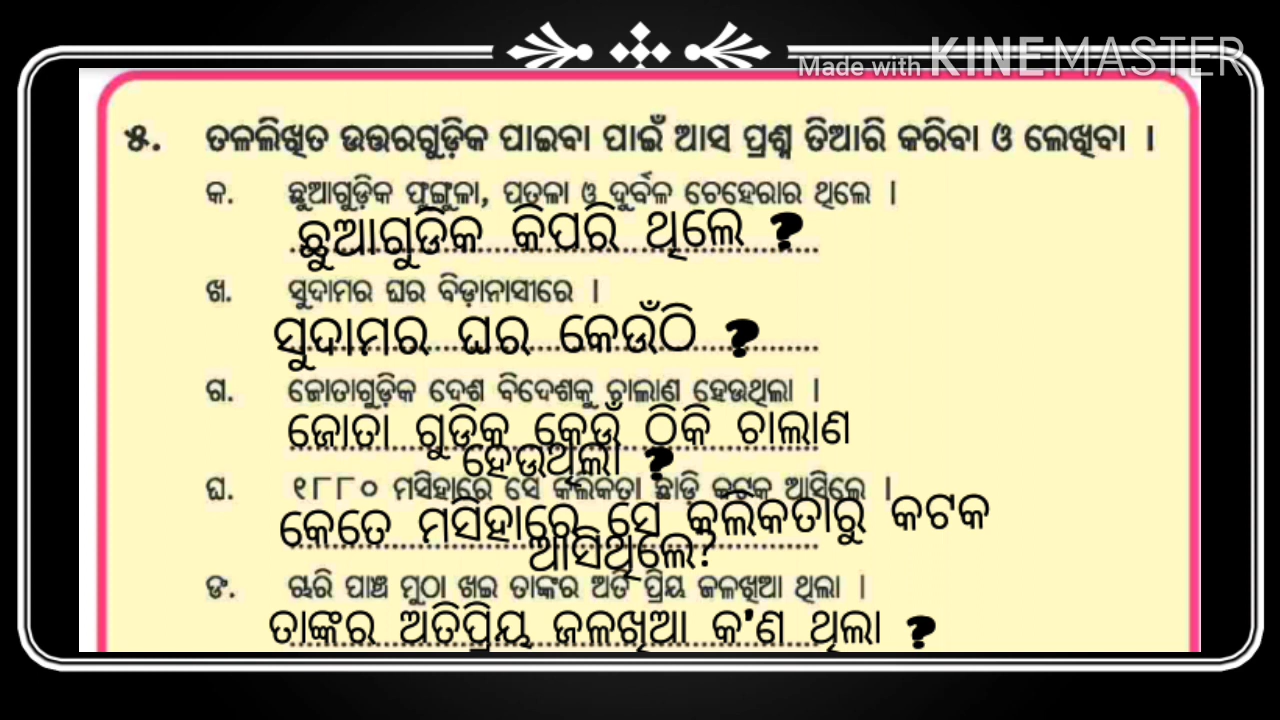 Made with KINEMASTER
୫. ତଳଲିଖିତ ଉତ୍ତରଗୁଡ଼ିକ ପାଇବା ପାଇଁ ଆସ ପ୍ରଶ୍ନ ତିଆରି କରିବା ଓ ଲେଖିବା ।
କ. ଛୁଆଗୁଡ଼ିକ ଫୁଙ୍ଗୁଳା, ପତଳା ଓ ଦୁର୍ବଳ ଚେହେରାର ଥିଲେ ।
ଛୁଆଗୁଡିକ କିପରି ଥିଲେ ?
ଖ. ସୁଦାମର ଘର ବିଡ଼ାନାସୀରେ ।
ସୁଦାମର ଘର କେଉଁଠି ?
ଗ. ଜୋତାଗୁଡ଼ିକ ଦେଶ ବିଦେଶକୁ ଚାଲାଣ ହେଉଥିଲା ।
ଜୋତା ଗୁଡିକ କେଉଁ ଠିକି ଚାଲାଣ
ହେଉଥିଲା ?
ଘ. ୧୮୮୦ ମସିହାରେ ସେ କଲିକତା ଛାଡ଼ି କଟକ ଆସିଲେ ।
କେତେ ମସିହାରେ ସେ କଲିକତାରୁ କଟକ
ଆସିଥିଲେ?
ଙ. ଚାରି ପାଞ୍ଚ ମୁଠା ଖଇ ତାଙ୍କର ଅତି ପ୍ରିୟ ଜଳଖିଆ ଥିଲା ।
ତାଙ୍କର ଅତିପ୍ରିୟ ଜଳଖିଆ କ'ଣ ଥିଲା ?